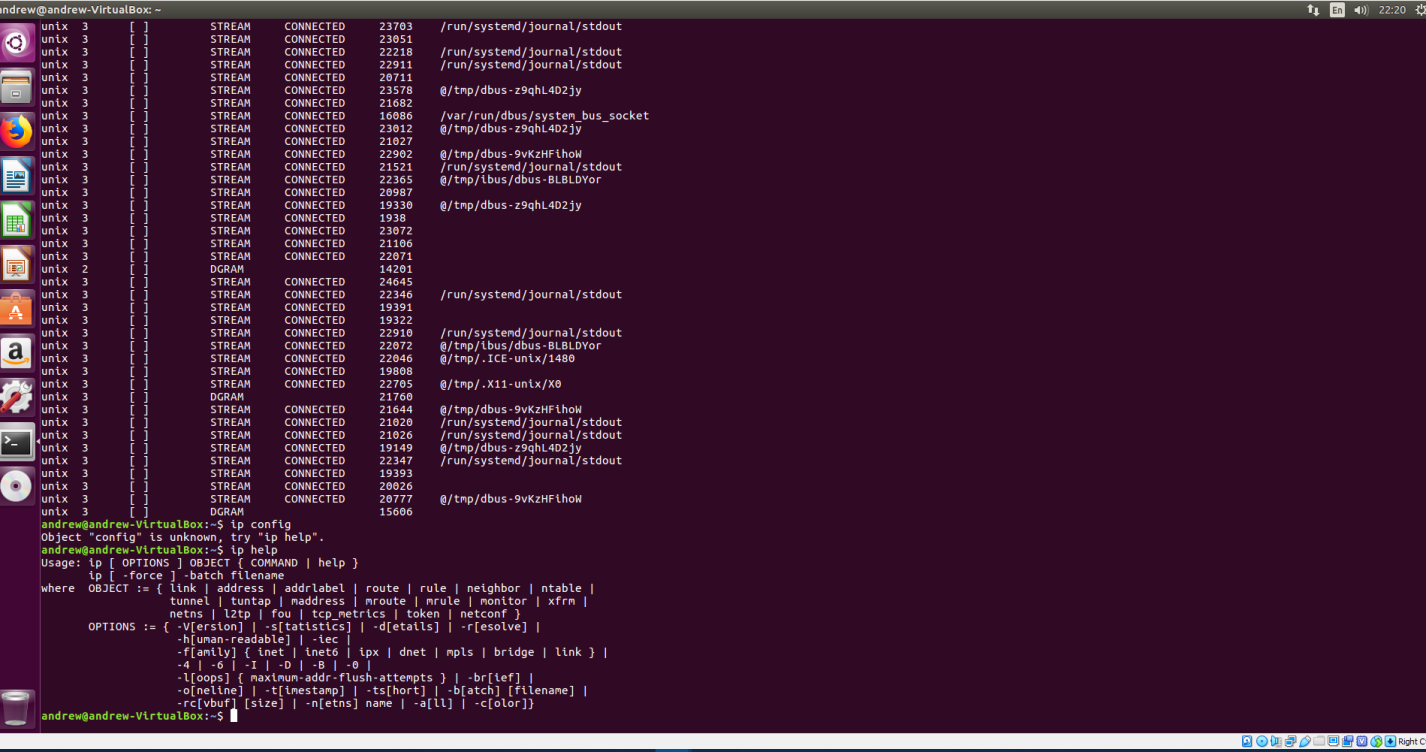 andrew@andrew-VirtualBox: ~
En 22:20
unix 3 [ ] STREAM CONNECTED 23703 /run/systemd/journal/stdout
unix 3 [ ] STREAM CONNECTED 23051
unix 3 [ ] STREAM CONNECTED 22218 /run/systemd/journal/stdout
unix 3 [ ] STREAM CONNECTED 22911 /run/systemd/journal/stdout
unix 3 [ ] STREAM CONNECTED 20711
unix 3 [ ] STREAM CONNECTED 23578 @/tmp/dbus-z9qhL4D2jy
unix 3 [ ] STREAM CONNECTED 21682
unix 3 [ ] STREAM CONNECTED 16086 /var/run/dbus/system_bus_socket
unix 3 [ ] STREAM CONNECTED 23012 @/tmp/dbus-z9qhL4D2jy
unix 3 [ ] STREAM CONNECTED 21027
unix 3 [ ] STREAM CONNECTED 22902 @/tmp/dbus-9vKzHFihoW
unix 3 [ ] STREAM CONNECTED 21521 /run/systemd/journal/stdout
unix 3 [ ] STREAM CONNECTED 22365 @/tmp/ibus/dbus-BLBLDYor
unix 3 [ ] STREAM CONNECTED 20987
unix 3 [ ] STREAM CONNECTED 19330 @/tmp/dbus-z9qhL4D2jy
unix 3 [ ] STREAM CONNECTED 1938
unix 3 [ ] STREAM CONNECTED 23072
unix 3 [ ] STREAM CONNECTED 21106
unix 3 [ ] STREAM CONNECTED 22071
unix 2 [ ] DGRAM 14201
unix 3 [ ] STREAM CONNECTED 24645
unix 3 [ ] STREAM CONNECTED 22346 /run/systemd/journal/stdout
unix 3 [ ] STREAM CONNECTED 19391
unix 3 [ ] STREAM CONNECTED 19322
unix 3 [ ] STREAM CONNECTED 22910 /run/systemd/journal/stdout
unix 3 [ ] STREAM CONNECTED 22072 @/tmp/ibus/dbus-BLBLDYor
unix 3 [ ] STREAM CONNECTED 22046 @/tmp/.ICE-unix/1480
unix 3 [ ] STREAM CONNECTED 19808
unix 3 [ ] STREAM CONNECTED 22705 @/tmp/.X11-unix/X0
unix 3 [ ] DGRAM 21760
unix 3 [ ] STREAM CONNECTED 21644 @/tmp/dbus-9vKzHFihoW
unix 3 [ ] STREAM CONNECTED 21020 /run/systemd/journal/stdout
unix 3 [ ] STREAM CONNECTED 21026 /run/systemd/journal/stdout
unix 3 [ ] STREAM CONNECTED 19149 @/tmp/dbus-z9qhL4D2jy
unix 3 [ ] STREAM CONNECTED 22347 /run/systemd/journal/stdout
unix 3 [ ] STREAM CONNECTED 19393
unix 3 [ ] STREAM CONNECTED 20026
unix 3 [ ] STREAM CONNECTED 20777 @/tmp/dbus-9vKzHFihoW
unix 3 [ ] DGRAM 15606
andrew@andrew-VirtualBox:~$ ip config
Object "config" is unknown, try "ip help".
andrew@andrew-VirtualBox:~$ ip help
Usage: ip [ OPTIONS ] OBJECT { COMMAND | help }
ip [ -force ] -batch filename
where OBJECT := { link | address | addrlabel | route | rule | neighbor | ntable |
tunnel | tuntap | maddress | mroute | mrule | monitor | xfrm |
netns | l2tp | fou | tcp_metrics | token | netconf }
OPTIONS := { -V[ersion] | -s[tatistics] | -d[etails] | -r[esolve] |
-h[uman-readable] | -iec |
-f[amily] { inet | inet6 | ipx | dnet | mpls | bridge | link } |
-4 | -6 | -I | -D | -B | -0 |
-l[oops] { maximum-addr-flush-attempts } | -br[ief] |
-o[neline] | -t[imestamp] | -ts[hort] | -b[atch] [filename] |
-rc[vbuf] [size] | -n[etns] name | -a[ll] | -c[olor]}
andrew@andrew-VirtualBox:~$
Right C